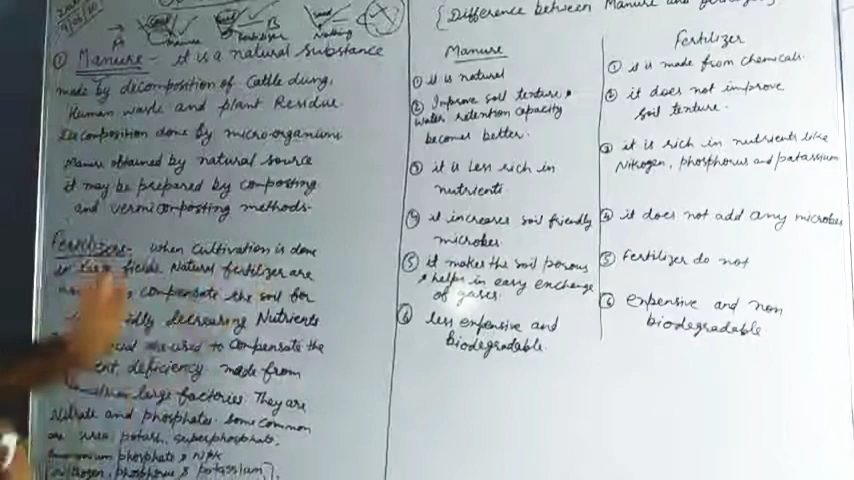 ① Manure - it is a natural substance
made by decomposition of Cattle dung,
Human waste and plant Residue.
Decomposition done by micro-organisms
Manure obtained by natural source
it may be prepared by composting
and vermicomposting methods.
Fertilizers - when cultivation is done
in fields. Natural fertilizer are
compensate the soil for
decreasing Nutrients
used to compensate the
deficiency. made from
large factories. They are
Nitrate and phosphates. some common
are urea, potash, superphosphate.
phosphate & NPK
[Nitrogen, phosphorus & potassium].
{Difference between Manure and
Manure
① it is natural
② Improve soil texture &
water retention capacity
becomes better.
③ it is less rich in
nutrients.
④ it increases soil friendly
microbes.
⑤ it makes the soil porous
& helps in easy exchange
of gases.
⑥ less expensive and
Biodegradable.
Fertilizer
① it is made from chemicals.
② it does not improve
soil texture.
③ it is rich in nutrients like
Nitrogen, phosphorus and patassium
④ it does not add any microbes
⑤ Fertilizer do not
⑥ expensive and non
biodegradable